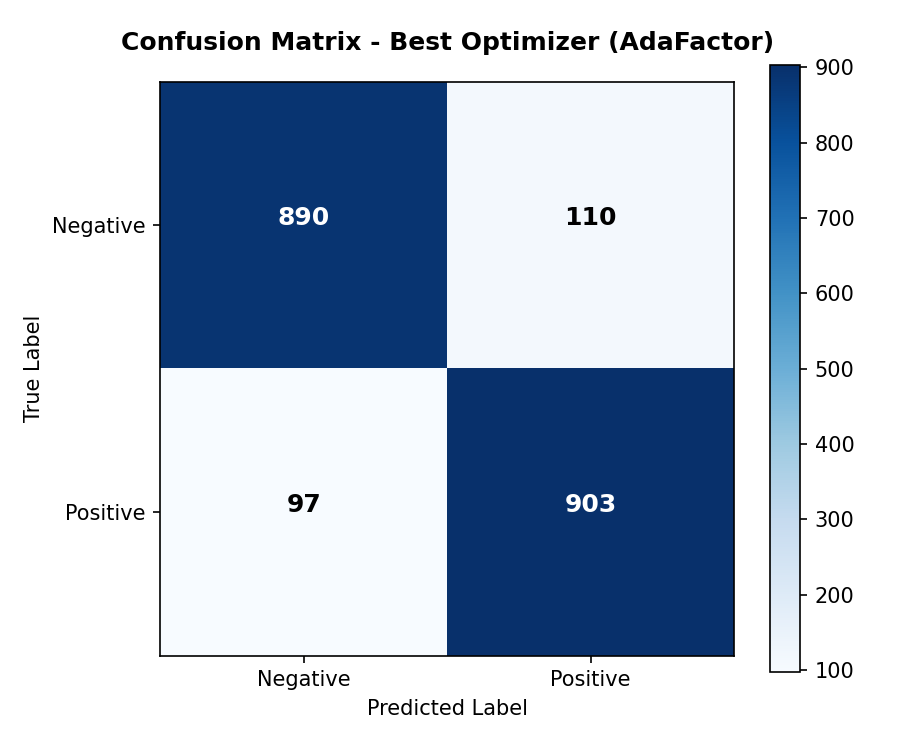 Confusion Matrix - Best Optimizer (AdaFactor)
True Label
Negative
890
110
Positive
97
903
Negative
Positive
Predicted Label
900
800
700
600
500
400
300
200
100